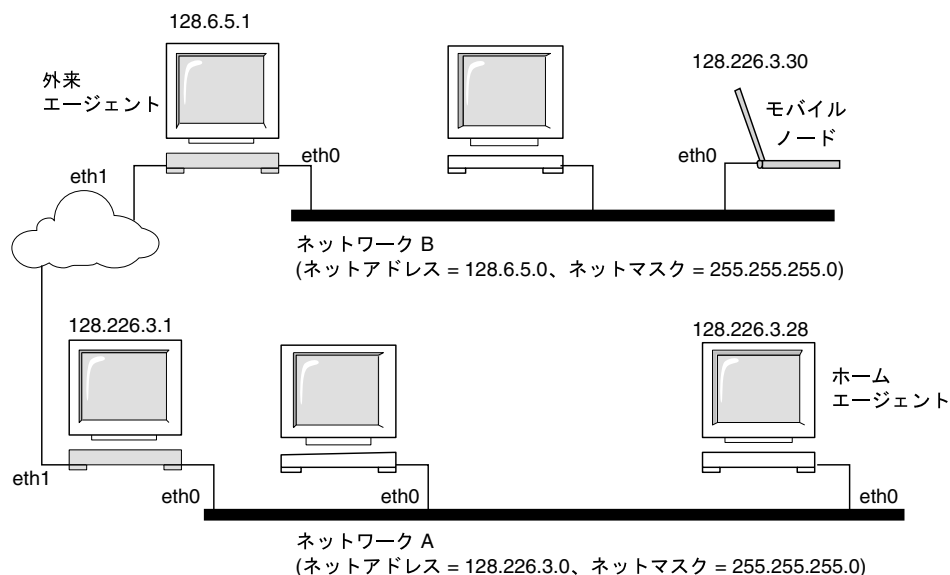 128.6.5.1
外来
エージェント
128.226.3.30
モバイル
ノード
eth0
eth0
eth1
ネットワーク B
(ネットアドレス = 128.6.5.0、ネットマスク = 255.255.255.0)
128.226.3.1
128.226.3.28
ホーム
エージェント
eth1
eth0
eth0
eth0
ネットワーク A
(ネットアドレス = 128.226.3.0、ネットマスク = 255.255.255.0)